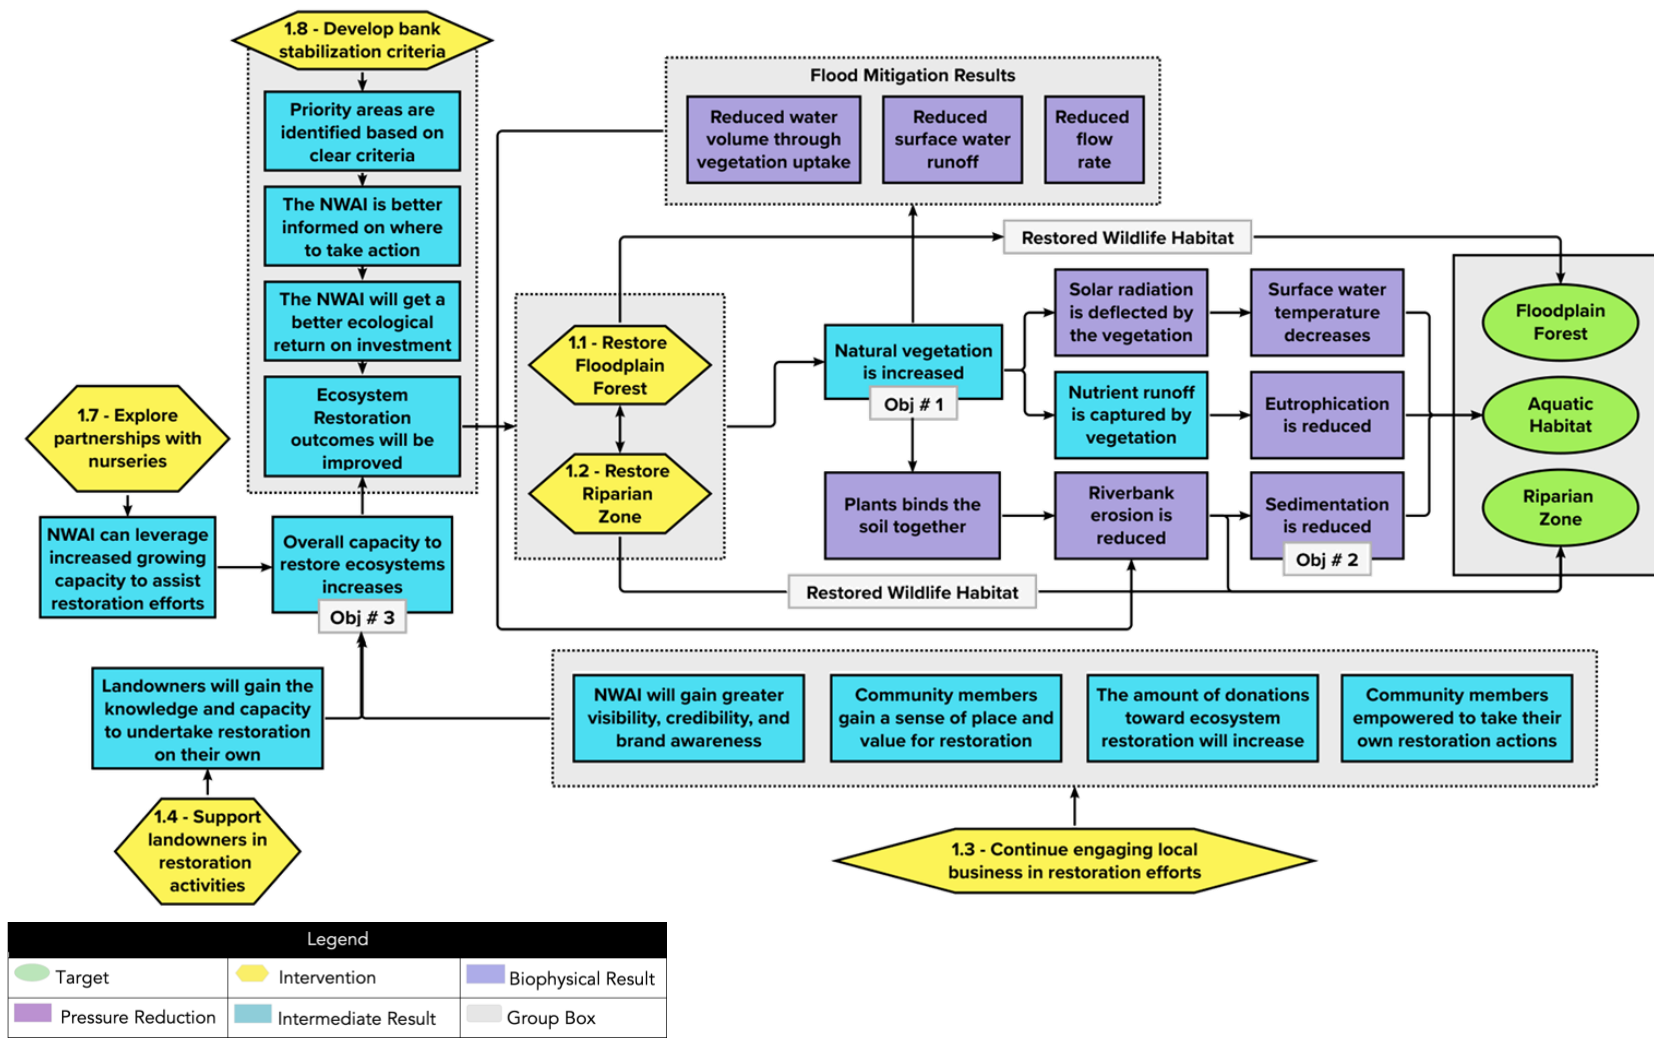 1.8 - Develop bank
stabilization criteria
Priority areas are
identified based on
clear criteria
The NWAI is better
informed on where
to take action
The NWAI will get a
better ecological
return on investment
Ecosystem
Restoration
outcomes will be
improved
1.7 - Explore
partnerships with
nurseries
NWAI can leverage
increased growing
capacity to assist
restoration efforts
Overall capacity to
restore ecosystems
increases
Obj # 3
Landowners will gain the
knowledge and capacity
to undertake restoration
on their own
1.4 - Support
landowners in
restoration
activities
Flood Mitigation Results
Reduced water
volume through
vegetation uptake
Reduced
surface water
runoff
Reduced
flow
rate
Restored Wildlife Habitat
1.1 - Restore
Floodplain
Forest
1.2 - Restore
Riparian
Zone
Natural vegetation
is increased
Obj # 1
Plants binds the
soil together
Solar radiation
is deflected by
the vegetation
Surface water
temperature
decreases
Nutrient runoff
is captured by
vegetation
Eutrophication
is reduced
Riverbank
erosion is
reduced
Sedimentation
is reduced
Obj # 2
Restored Wildlife Habitat
Floodplain
Forest
Aquatic
Habitat
Riparian
Zone
NWAI will gain greater
visibility, credibility, and
brand awareness
Community members
gain a sense of place and
value for restoration
The amount of donations
toward ecosystem
restoration will increase
Community members
empowered to take their
own restoration actions
1.3 - Continue engaging local
business in restoration efforts
Legend
Target
Intervention
Biophysical Result
Pressure Reduction
Intermediate Result
Group Box